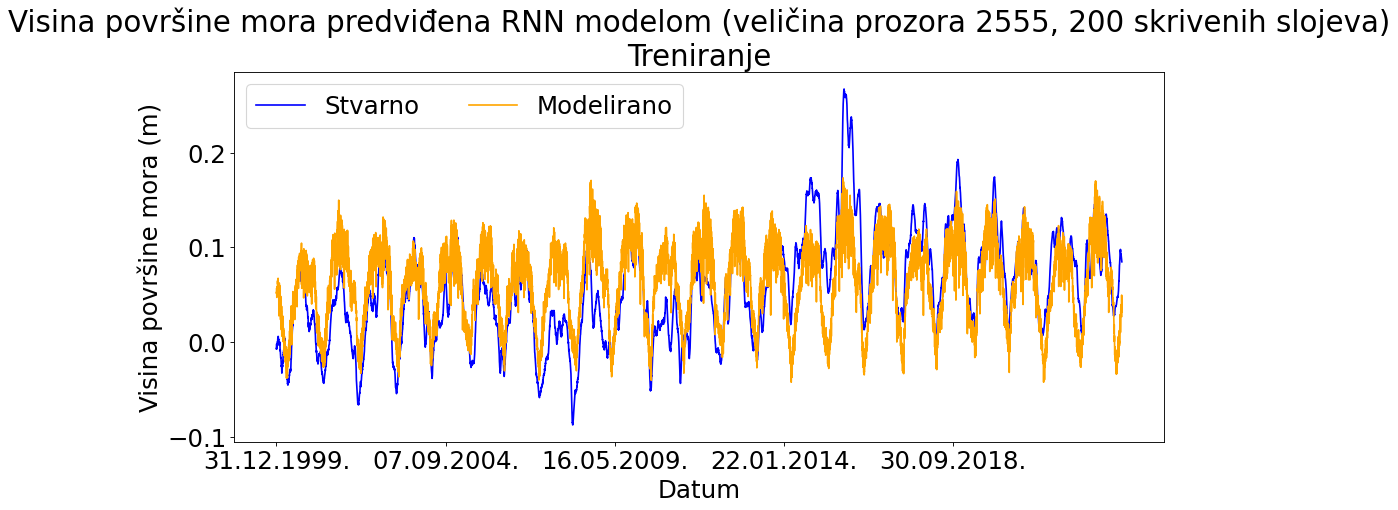 Visina površine mora predviđena RNN modelom (veličina prozora 2555, 200 skrivenih slojeva)
Treniranje
Stvarno
Modelirano
Visina površine mora (m)
0.2
0.1
0.0
−0.1
31.12.1999.
07.09.2004.
16.05.2009.
22.01.2014.
30.09.2018.
Datum